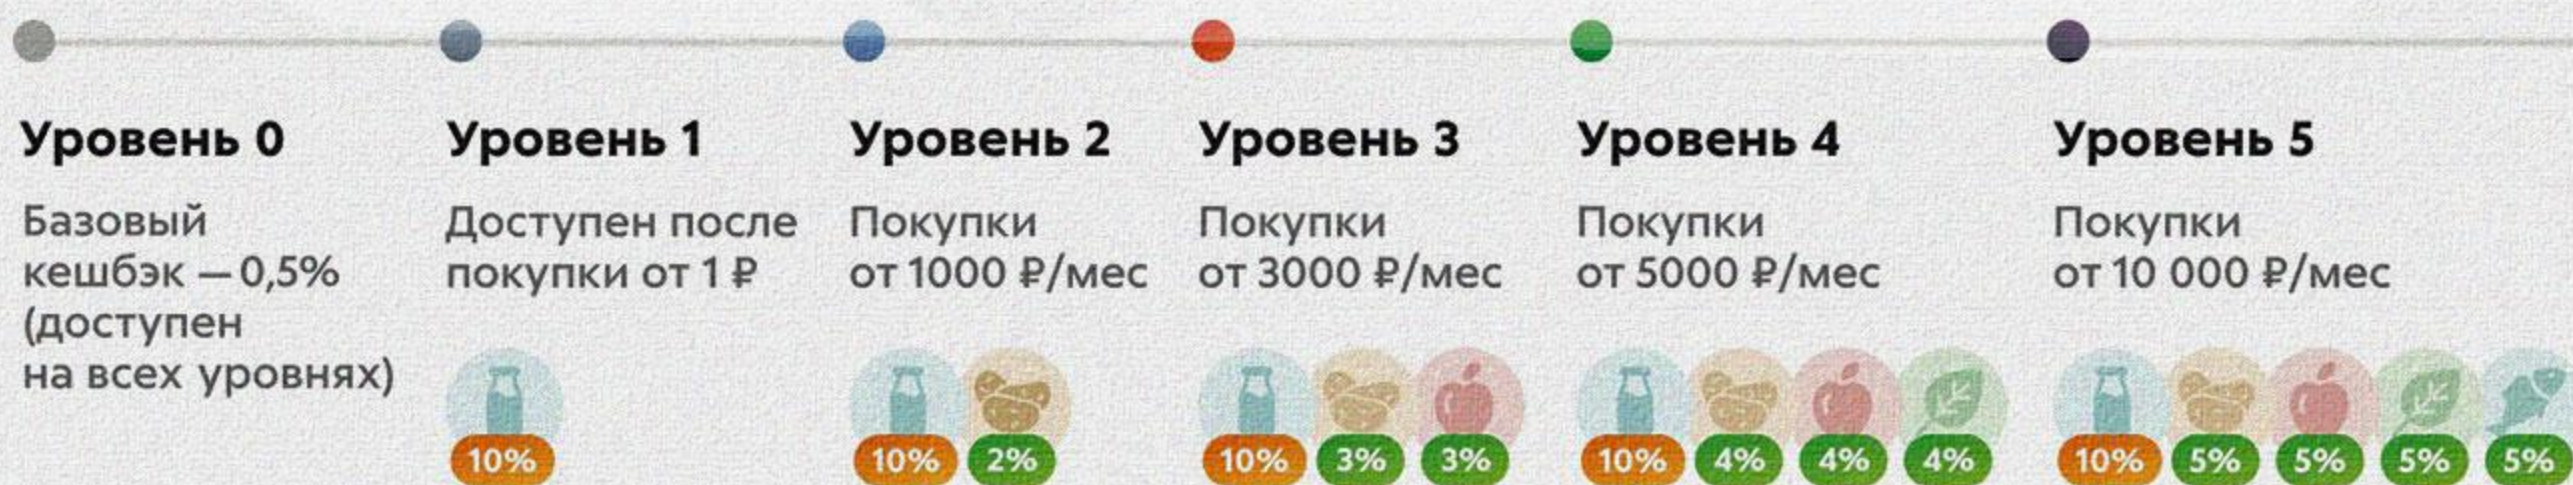 Уровень 0
Базовый
кешбэк — 0,5%
(доступен
на всех уровнях)
Уровень 1
Доступен после
покупки от 1 ₽
10%
Уровень 2
Покупки
от 1000 ₽/мес
10% 2%
Уровень 3
Покупки
от 3000 ₽/мес
10% 3% 3%
Уровень 4
Покупки
от 5000 ₽/мес
10% 4% 4% 4%
Уровень 5
Покупки
от 10 000 ₽/мес
10% 5% 5% 5% 5%